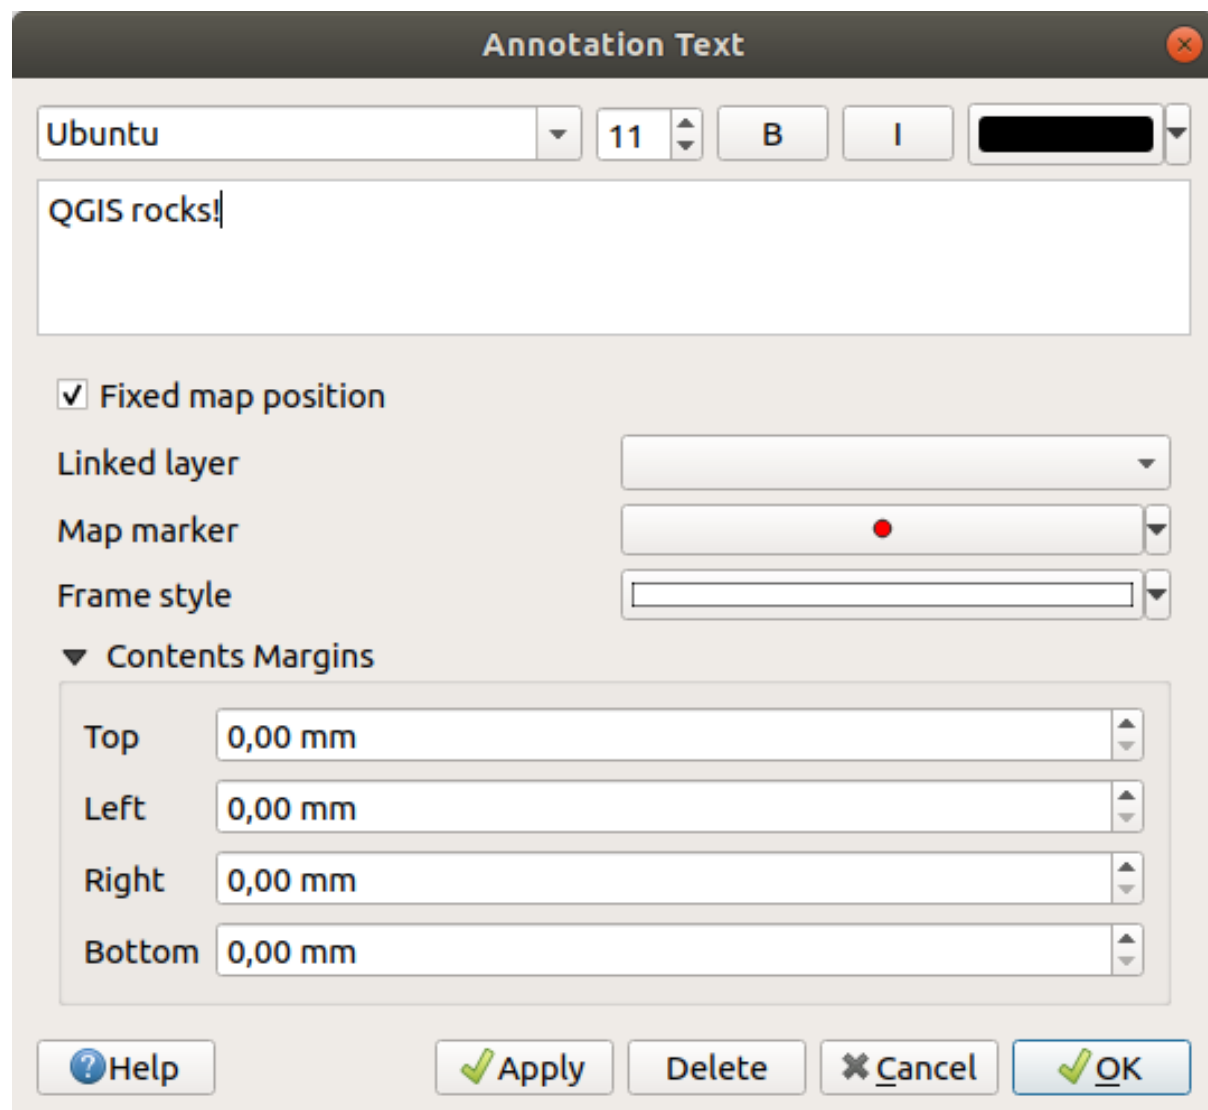 Annotation Text
Ubuntu 11 B I
QGIS rocks!
Fixed map position
Linked layer
Map marker
Frame style
Contents Margins
Top 0,00 mm
Left 0,00 mm
Right 0,00 mm
Bottom 0,00 mm
Help Apply Delete Cancel OK